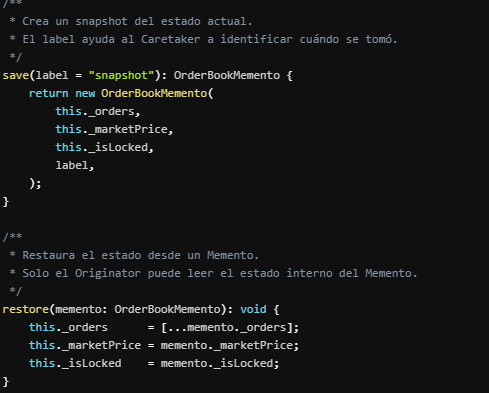 /**
 * Crea un snapshot del estado actual.
 * El label ayuda al Caretaker a identificar cuándo se tomó.
 */
save(label = "snapshot"): OrderBookMemento {
    return new OrderBookMemento(
        this._orders,
        this._marketPrice,
        this._isLocked,
        label,
    );
}

/**
 * Restaura el estado desde un Memento.
 * Solo el Originator puede leer el estado interno del Memento.
 */
restore(memento: OrderBookMemento): void {
    this._orders      = [...memento._orders];
    this._marketPrice = memento._marketPrice;
    this._isLocked    = memento._isLocked;
}